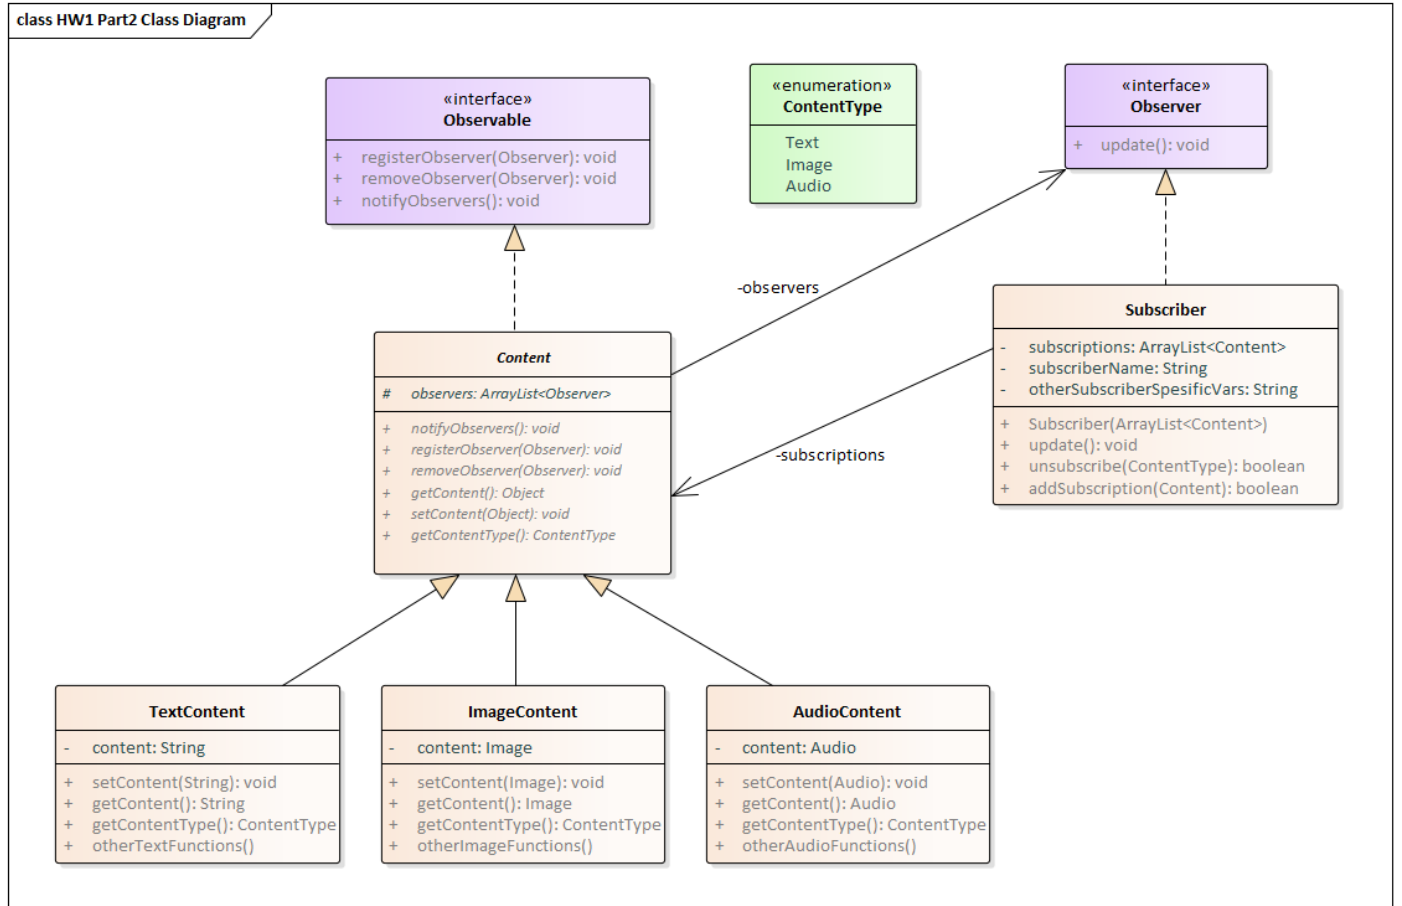 class HW1 Part2 Class Diagram
«interface»
Observable
+ registerObserver(Observer): void
+ removeObserver(Observer): void
+ notifyObservers(): void
«enumeration»
ContentType
Text
Image
Audio
«interface»
Observer
+ update(): void
-observers
-subscriptions
Content
# observers: ArrayList<Observer>
+ notifyObservers(): void
+ registerObserver(Observer): void
+ removeObserver(Observer): void
+ getContent(): Object
+ setContent(Object): void
+ getContentType(): ContentType
Subscriber
- subscriptions: ArrayList<Content>
- subscriberName: String
- otherSubscriberSpesificVars: String
+ Subscriber(ArrayList<Content>)
+ update(): void
+ unsubscribe(ContentType): boolean
+ addSubscription(Content): boolean
TextContent
- content: String
+ setContent(String): void
+ getContent(): String
+ getContentType(): ContentType
+ otherTextFunctions()
ImageContent
- content: Image
+ setContent(Image): void
+ getContent(): Image
+ getContentType(): ContentType
+ otherImageFunctions()
AudioContent
- content: Audio
+ setContent(Audio): void
+ getContent(): Audio
+ getContentType(): ContentType
+ otherAudioFunctions()